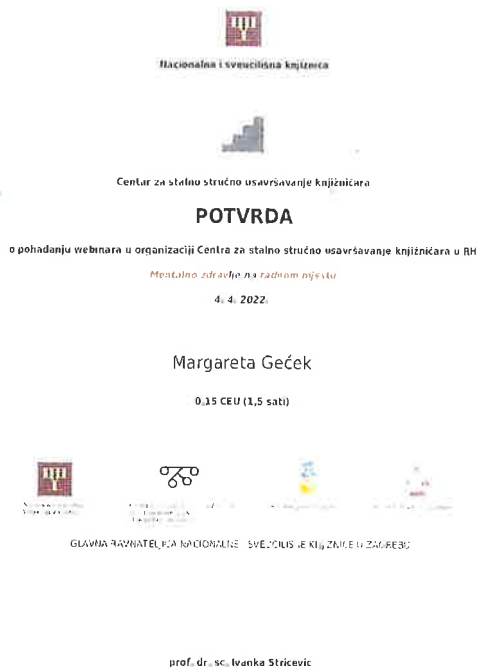 Nacionalna i sveučilišna knjižnica
Centar za stalno stručno usavršavanje knjižničara
POTVRDA
o pohađanju webinara u organizaciji Centra za stalno stručno usavršavanje knjižničara u RH
Mentalno zdravlje na radnom mjestu
4. 4. 2022.
Margareta Geček
0,15 CEU (1,5 sati)
GLAVNA RAVNATELJICA NACIONALNE I SVEUČILIŠNE KNJIŽNICE U ZAGREBU
prof. dr. sc. Ivanka Stričević